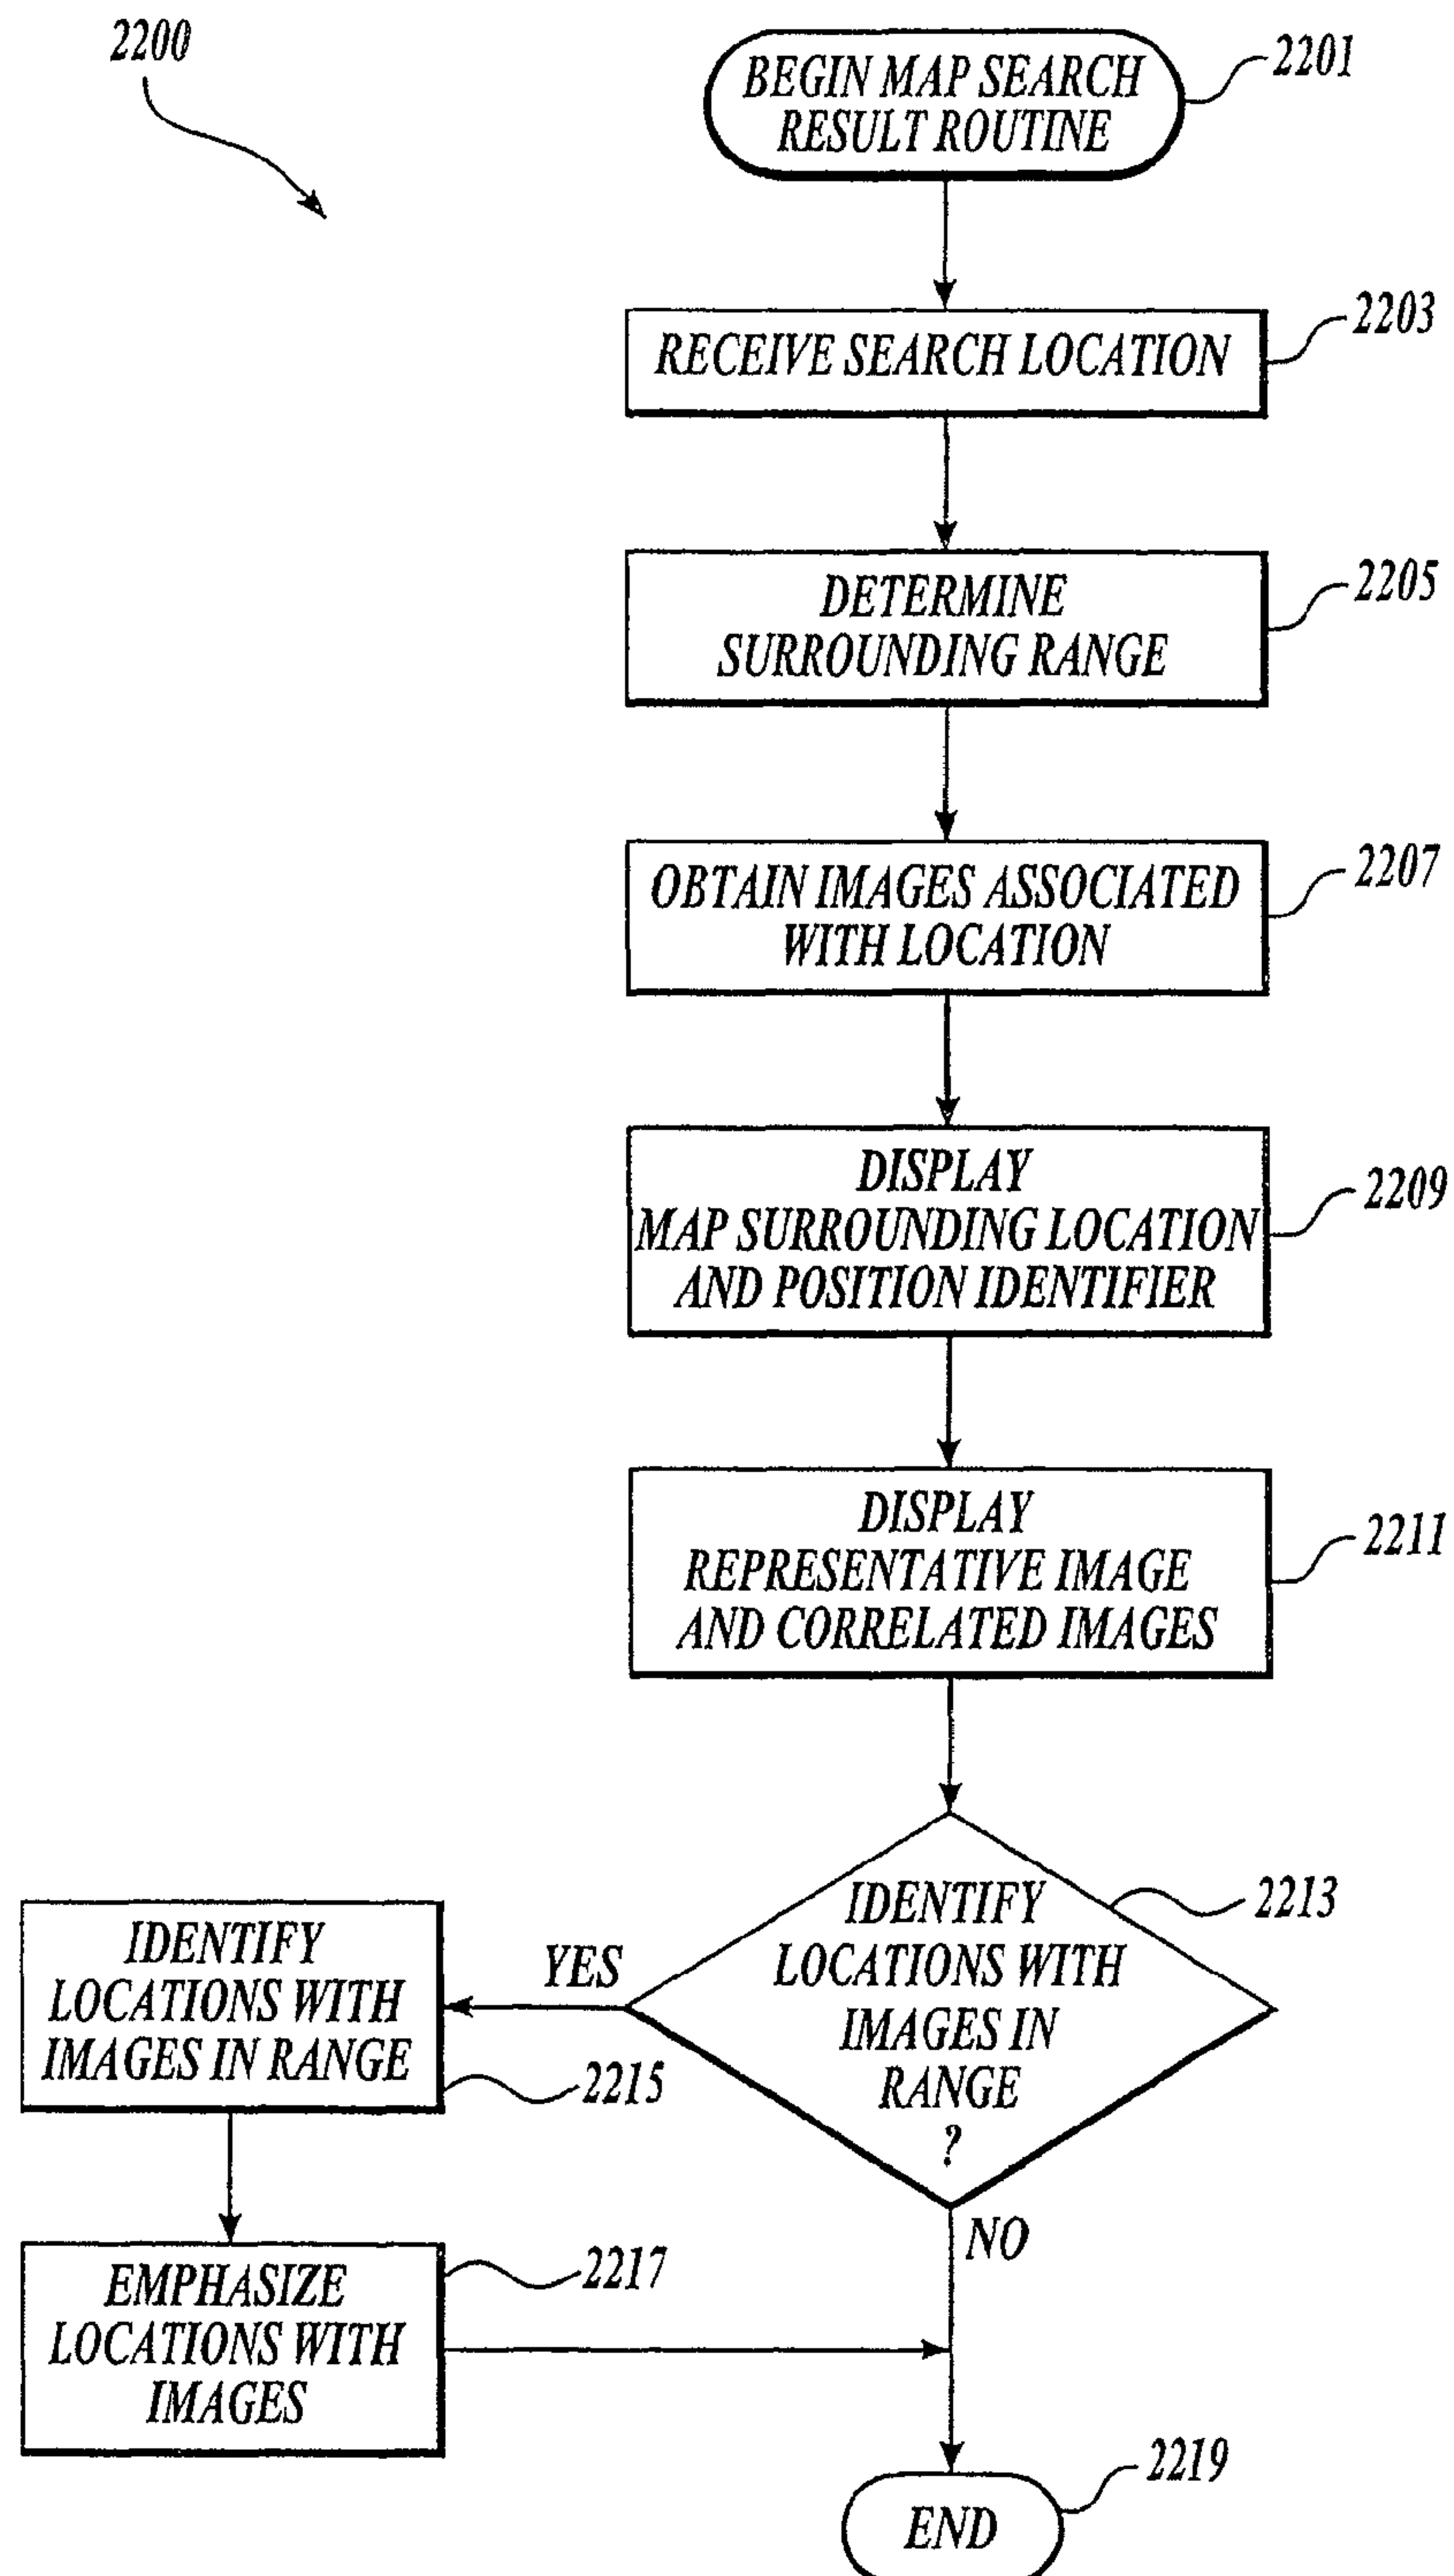 2200
BEGIN MAP SEARCH
RESULT ROUTINE
2201
RECEIVE SEARCH LOCATION
2203
DETERMINE
SURROUNDING RANGE
2205
OBTAIN IMAGES ASSOCIATED
WITH LOCATION
2207
DISPLAY
MAP SURROUNDING LOCATION
AND POSITION IDENTIFIER
2209
DISPLAY
REPRESENTATIVE IMAGE
AND CORRELATED IMAGES
2211
IDENTIFY
LOCATIONS WITH
IMAGES IN
RANGE
?
2213
YES
IDENTIFY
LOCATIONS WITH
IMAGES IN RANGE
2215
NO
EMPHASIZE
LOCATIONS WITH
IMAGES
2217
END
2219